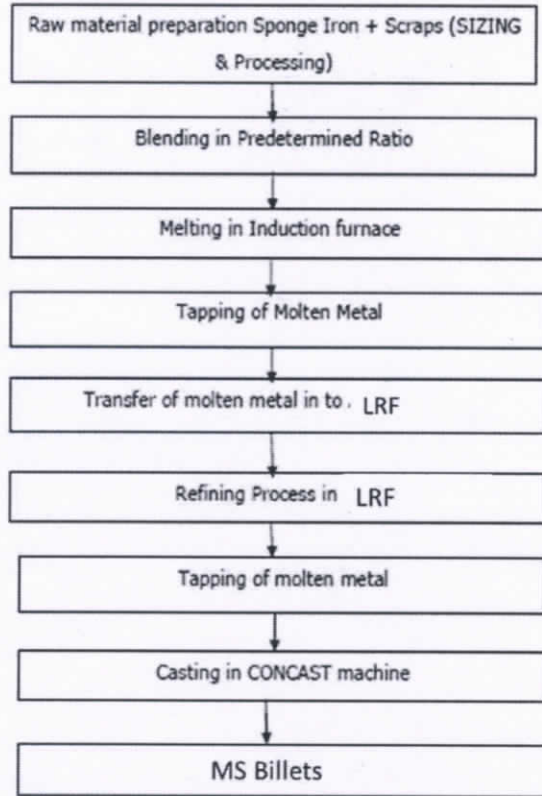 Raw material preparation Sponge Iron + Scraps (SIZING
& Processing)
Blending in Predetermined Ratio
Melting in Induction furnace
Tapping of Molten Metal
Transfer of molten metal in to . LRF
Refining Process in LRF
Tapping of molten metal
Casting in CONCAST machine
MS Billets